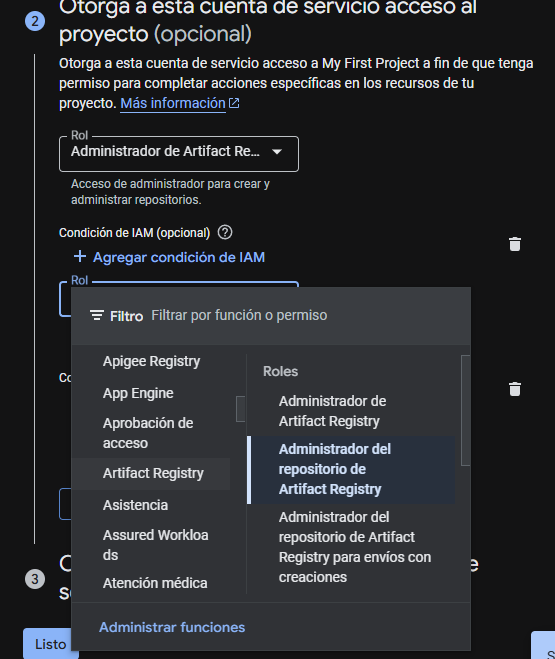 Otorga a esta cuenta de servicio acceso al
2
proyecto (opcional)
Otorga a esta cuenta de servicio acceso a My First Project a fin de que tenga
permiso para completar acciones específicas en los recursos de tu
proyecto. Más información
Rol
Administrador de Artifact Re...
Acceso de administrador para crear y
administrar repositorios.
Condición de IAM (opcional)
+ Agregar condición de IAM
Rol
Filtro Filtrar por función o permiso
Apigee Registry
App Engine
Aprobación de
acceso
Artifact Registry
Asistencia
Assured Workloa
ds
Atención médica
Roles
Administrador de
Artifact Registry
Administrador del
repositorio de
Artifact Registry
Administrador del
repositorio de Artifact
Registry para envíos con
creaciones
Administrar funciones
3
Listo